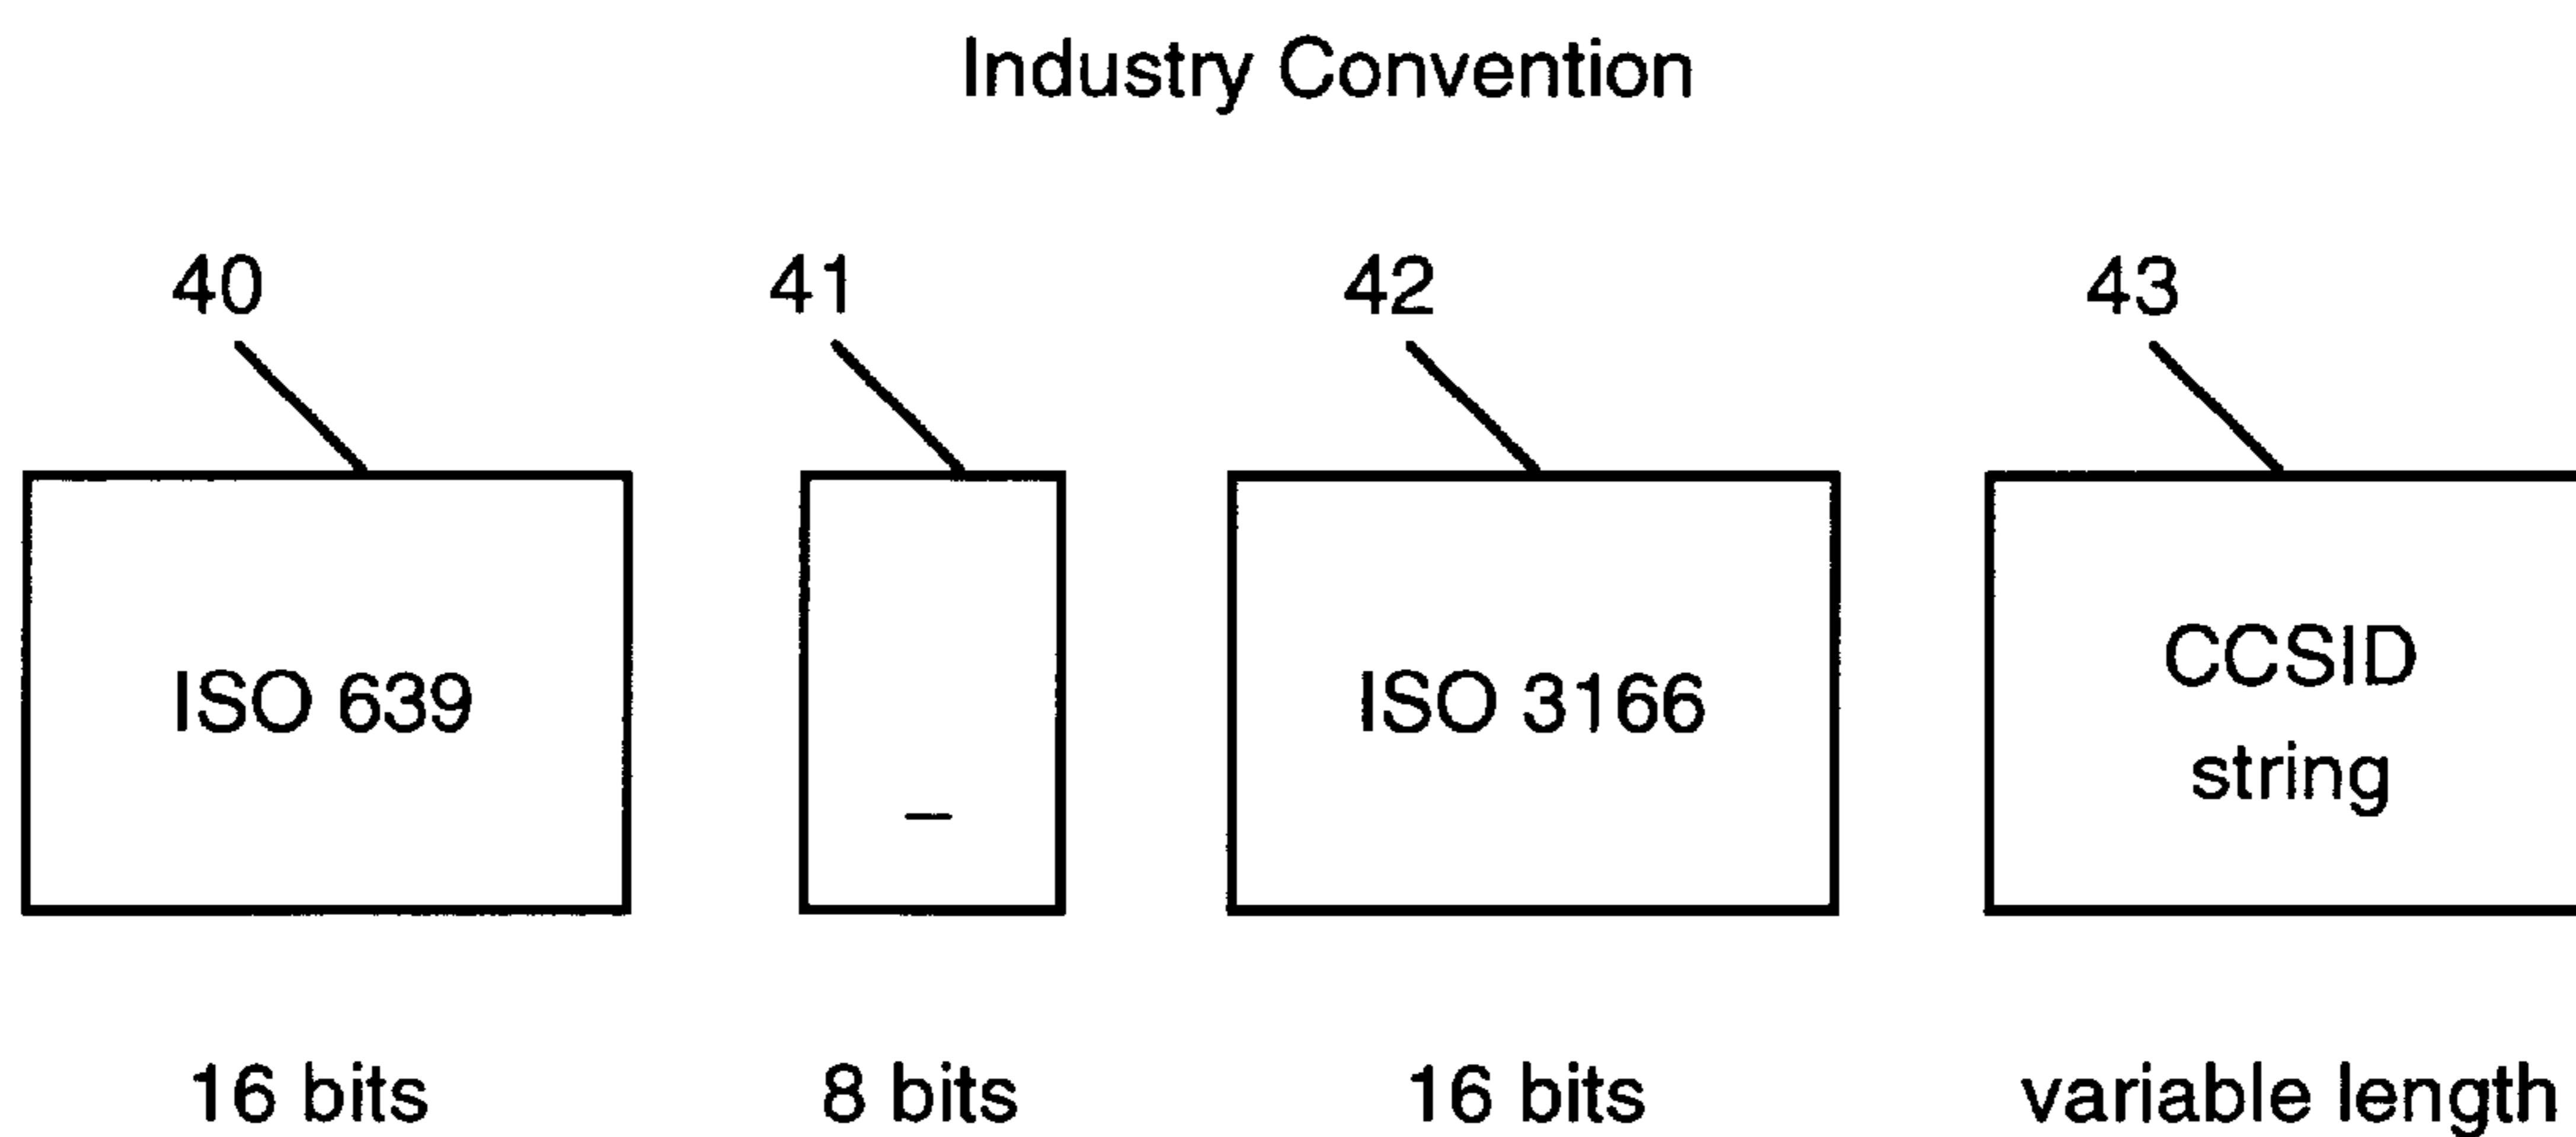 Industry Convention
40 41 42 43
ISO 639 _ ISO 3166 CCSID
string
16 bits 8 bits 16 bits variable length